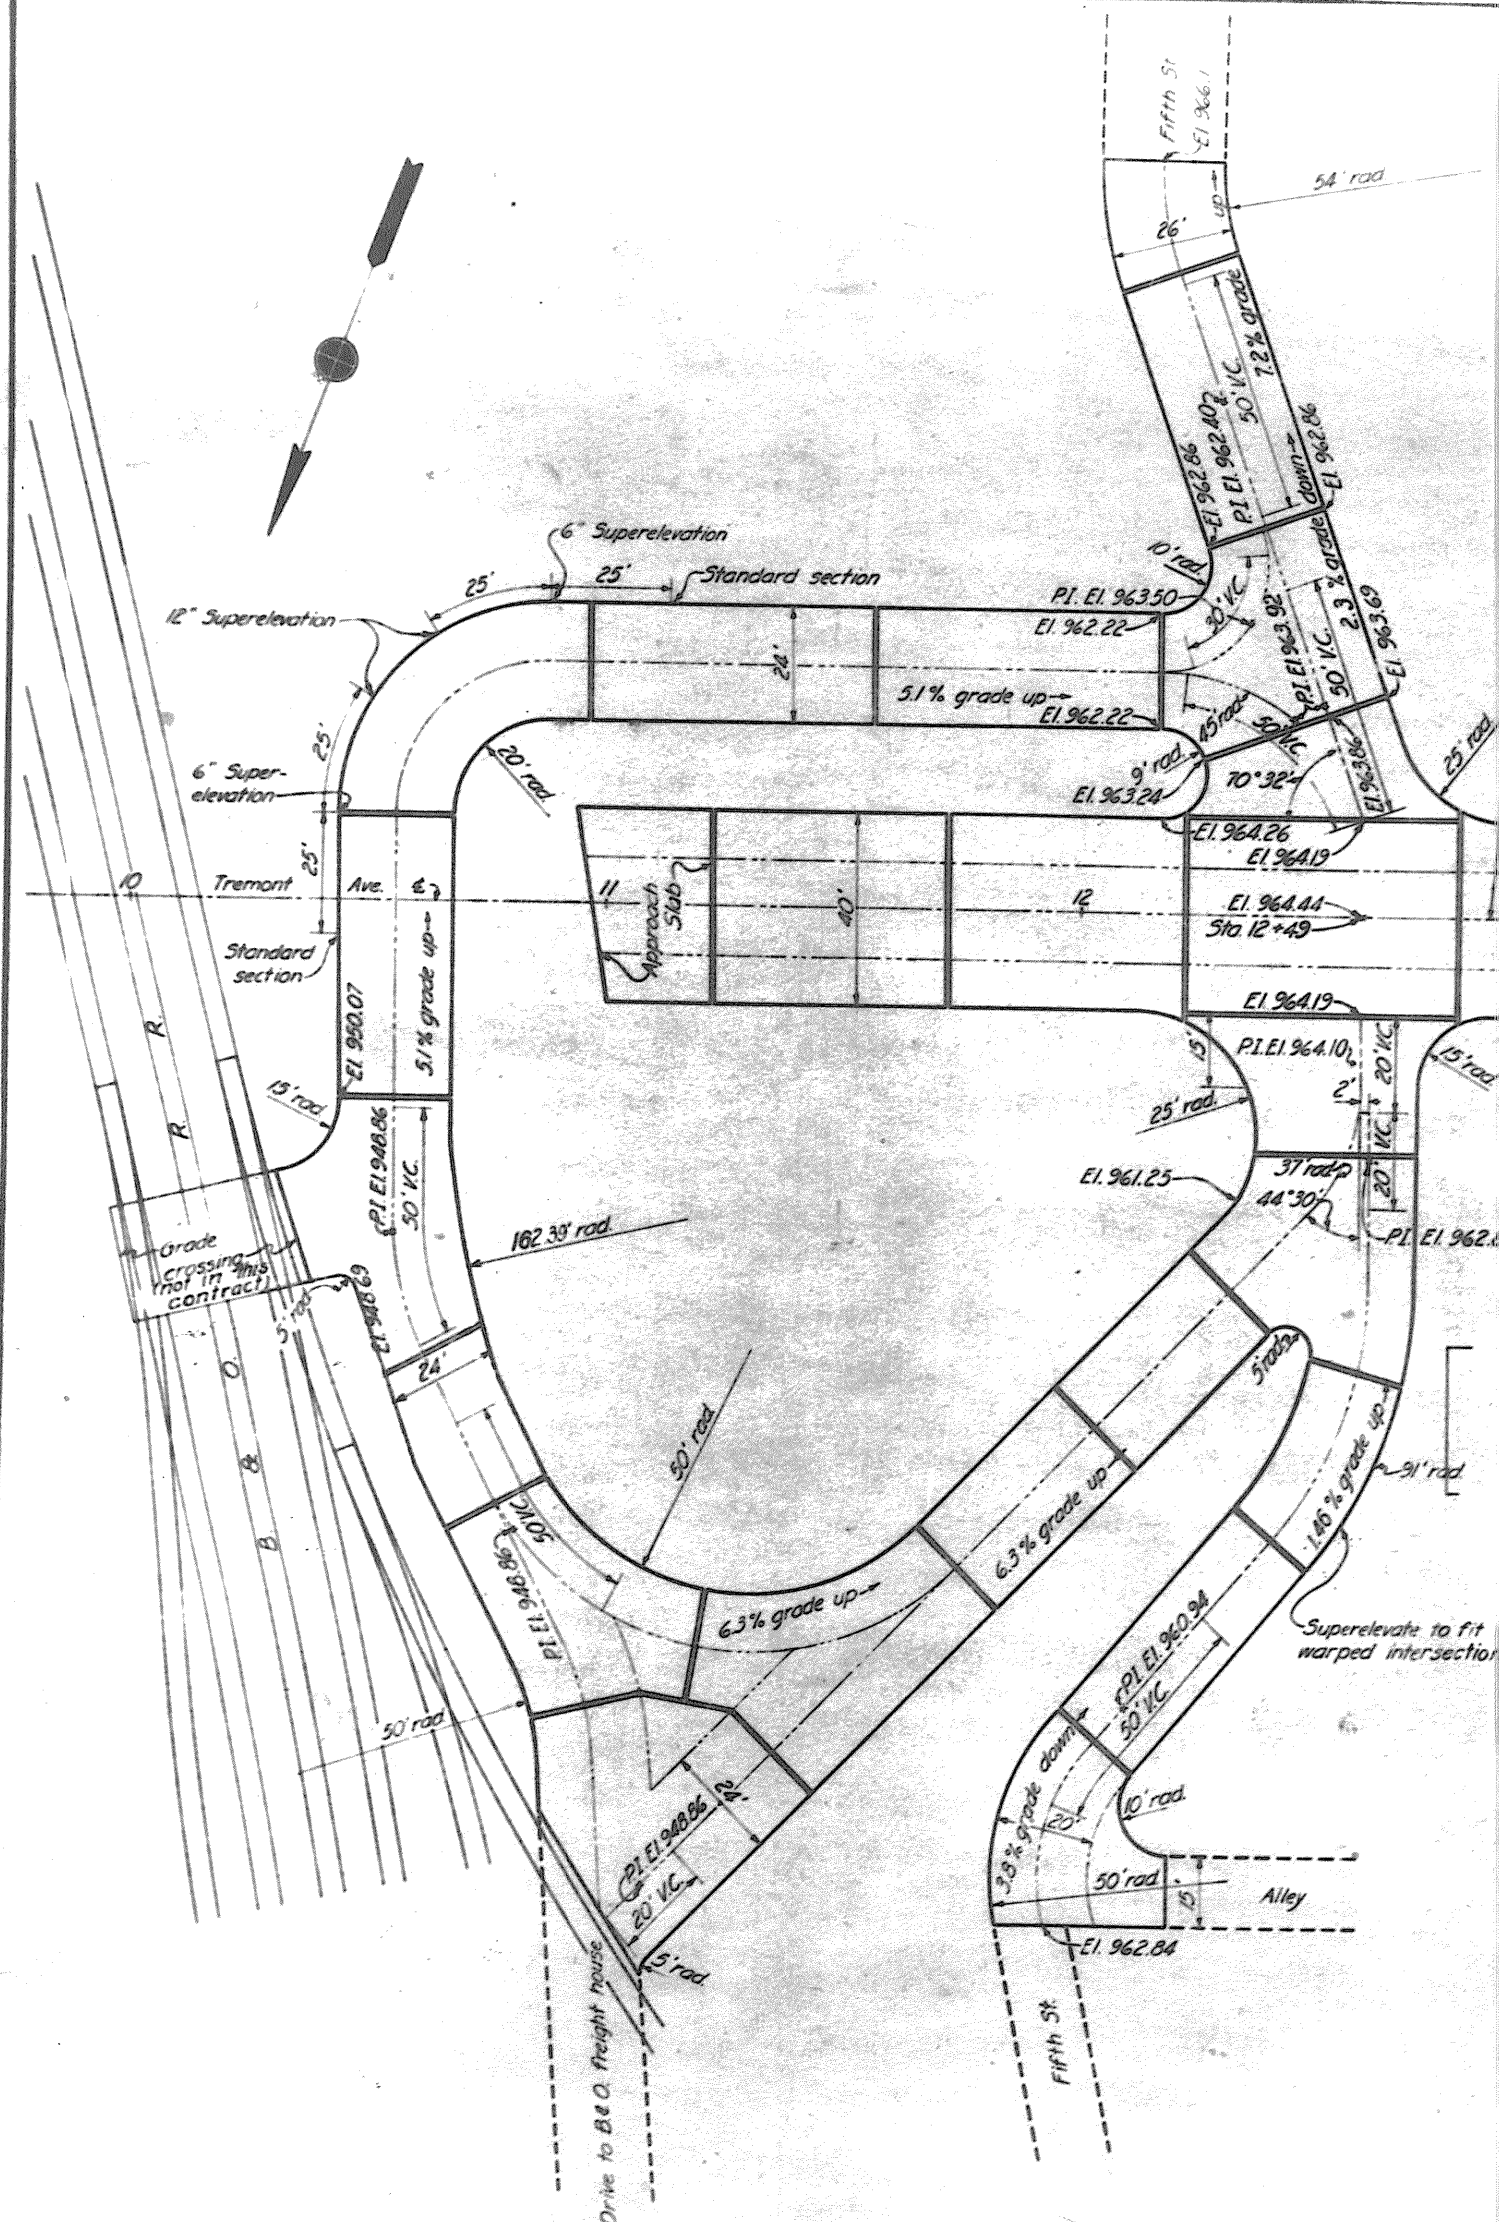 Fifth St
El 966.1
54' rad
up
26'
7.2% grade
50' V.C.
P.I. El. 962.40
El 962.86
down
El. 962.86
6" Superelevation
25'
25'
Standard section
12" Superelevation
10' rad.
P.I. El. 963.50
El. 962.22
30' V.C.
P.I. El 963.92
50' V.C.
2.3 % grade
El 963.69
24'
5.1% grade up
El. 962.22
45' rad
50' V.C.
25'
20' rad.
6" Super-
elevation
9' rad.
El. 963.24
70° 32'
El. 963.86
25' rad
El. 964.26
El. 964.19
25'
10
Tremont
Ave.
11
Approach
Slab
40'
12
El. 964.44
Sta. 12+49
Standard
section
El. 950.07
5.1% grade up
El. 964.19
R.
R.
15'
P.I. El. 964.10
20' V.C.
15' rad
2'
15' rad.
25' rad.
20' V.C.
P.I. El. 948.86
50' V.C.
El. 961.25
37' rad
44° 30'
P.I. El. 962.
162.39' rad.
Grade
crossing
(not in this
contract)
5' rad
El. 948.69
24'
5' rad
O.
&
B.
50' rad.
1.46 % grade up
91' rad.
50' V.C.
P.I. El. 948.86
6.3% grade up
6.3% grade up
Superelevate to fit
warped intersection
P.I. El. 960.94
50' V.C.
50' rad
3.8% grade down
24'
20'
10' rad.
P.I. El. 948.86
20' V.C.
50' rad
15'
Alley
El. 962.84
5' rad.
Drive to B & O. freight house
Fifth St.